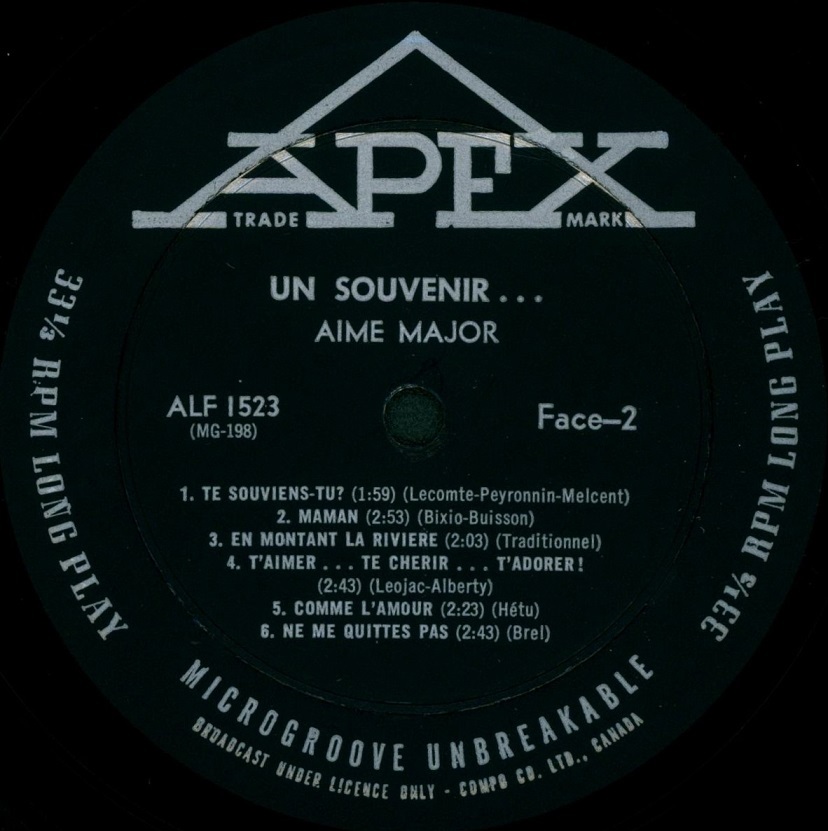 APEX
TRADE MARK
UN SOUVENIR...
AIME MAJOR
ALF 1523
(MG-198)
Face-2
1. TE SOUVIENS-TU? (1:59) (Lecomte-Peyronnin-Melcent)
2. MAMAN (2:53) (Bixio-Buisson)
3. EN MONTANT LA RIVIERE (2:03) (Traditionnel)
4. T'AIMER... TE CHERIR... T'ADORER!
(2:43) (Leojac-Alberty)
5. COMME L'AMOUR (2:23) (Hétu)
6. NE ME QUITTES PAS (2:43) (Brel)
33⅓ RPM LONG PLAY
33⅓ RPM LONG PLAY
MICROGROOVE UNBREAKABLE
BROADCAST UNDER LICENCE ONLY - COMPO CO. LTD., CANADA